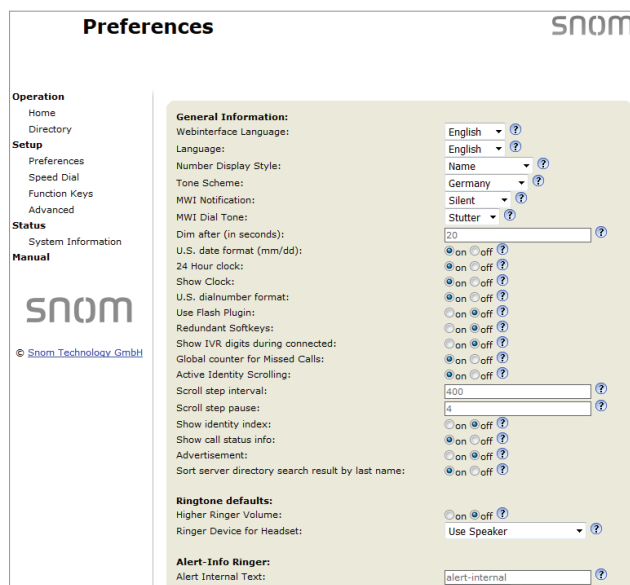 Preferences
snom
Operation
Home
Directory
Setup
Preferences
Speed Dial
Function Keys
Advanced
Status
System Information
Manual
snom
© Snom Technology GmbH
General Information:
Webinterface Language: English ?
Language: English ?
Number Display Style: Name ?
Tone Scheme: Germany ?
MWI Notification: Silent ?
MWI Dial Tone: Stutter ?
Dim after (in seconds): 20 ?
U.S. date format (mm/dd): on off ?
24 Hour clock: on off ?
Show Clock: on off ?
U.S. dialnumber format: on off ?
Use Flash Plugin: on off ?
Redundant Softkeys: on off ?
Show IVR digits during connected: on off ?
Global counter for Missed Calls: on off ?
Active Identity Scrolling: on off ?
Scroll step interval: 400 ?
Scroll step pause: 4 ?
Show identity index: on off ?
Show call status info: on off ?
Advertisement: on off ?
Sort server directory search result by last name: on off ?
Ringtone defaults:
Higher Ringer Volume: on off ?
Ringer Device for Headset: Use Speaker ?
Alert-Info Ringer:
Alert Internal Text: alert-internal ?